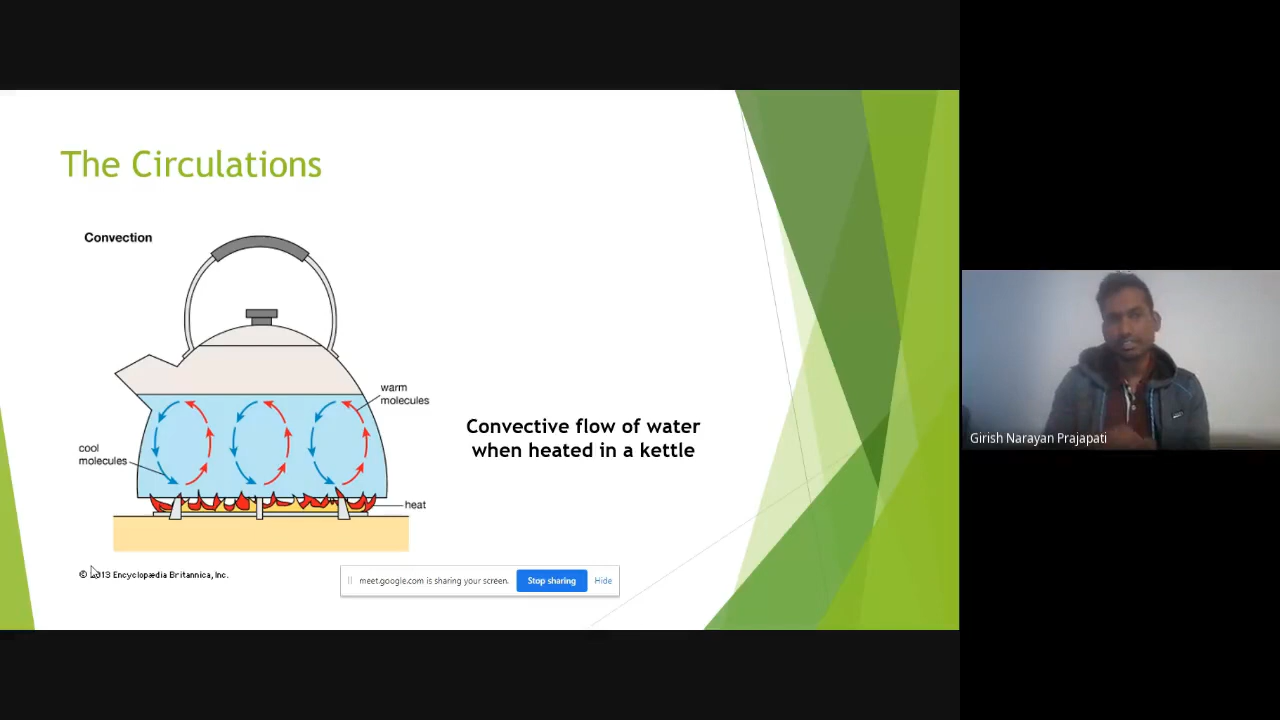 The Circulations
Convection
warm
molecules
cool
molecules
Convective flow of water
when heated in a kettle
heat
13 Encyclopædia Britannica, Inc.
meet.google.com is sharing your screen.
Stop sharing
Hide
Girish Narayan Prajapati